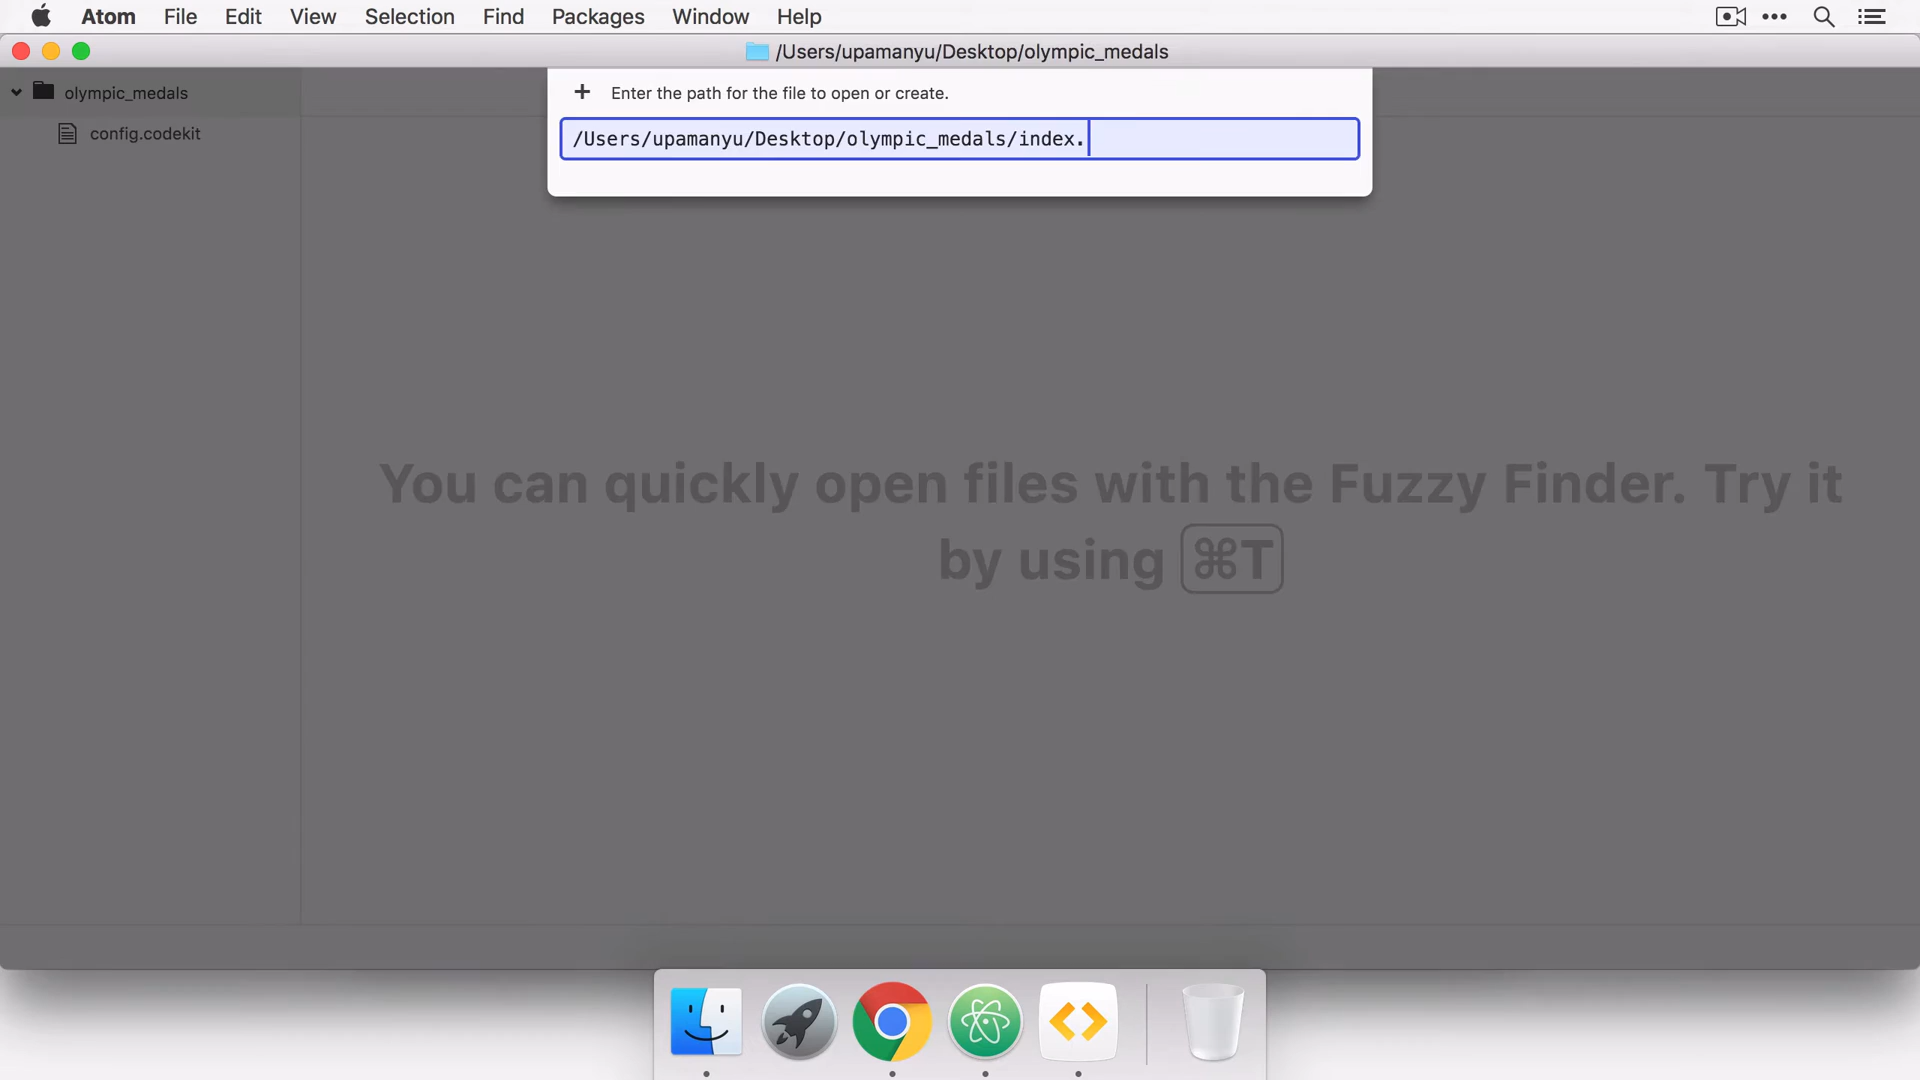 Atom File Edit View Selection Find Packages Window Help
/Users/upamanyu/Desktop/olympic_medals
olympic_medals
config.codekit
+ Enter the path for the file to open or create.
/Users/upamanyu/Desktop/olympic_medals/index.
You can quickly open files with the Fuzzy Finder. Try it
by using ⌘T